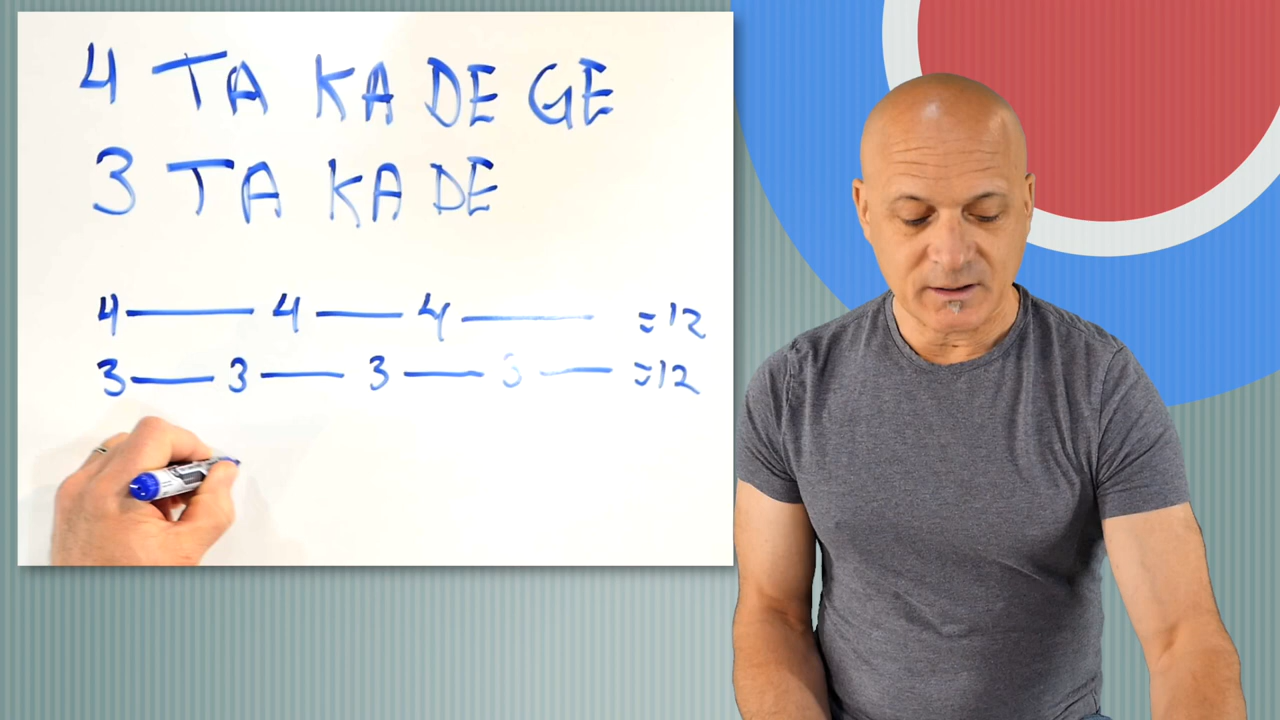 4 TA KA DE GE
3 TA KA DE
4 — 4 — 4 — =12
3 — 3 — 3 — 3 — =12